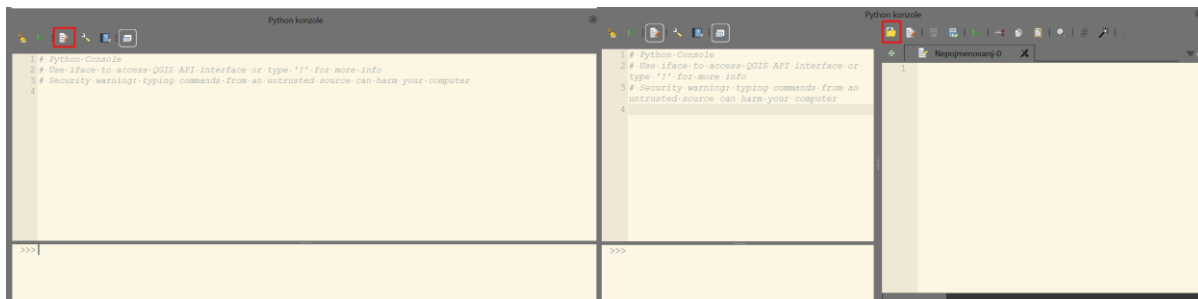 Python konzole
1 # Python·Console
2 # Use·iface·to·access·QGIS·API·interface·or·type·'?'·for·more·info
3 # Security·warning:·typing·commands·from·an·untrusted·source·can·harm·your·computer
4
>>>
Python konzole
1 # Python·Console
2 # Use·iface·to·access·QGIS·API·interface·or·
type·'?'·for·more·info
3 # Security·warning:·typing·commands·from·an·
untrusted·source·can·harm·your·computer
4
>>>
Nepojmenovaný-0
1